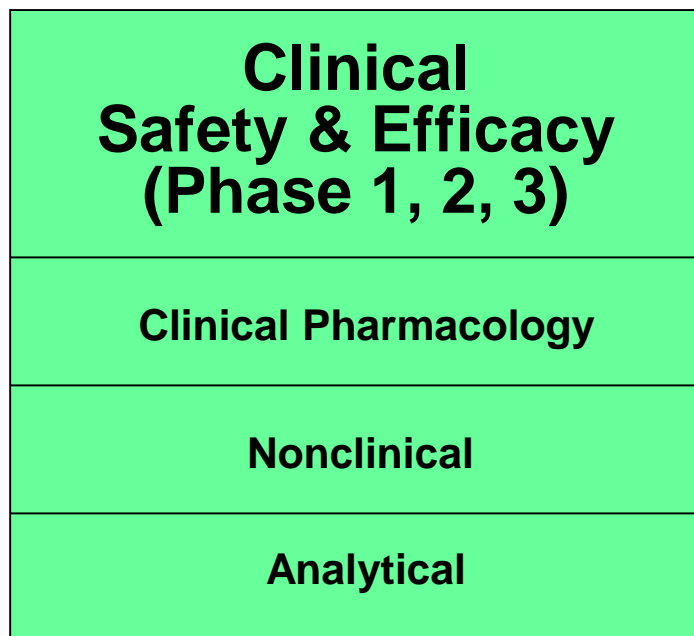 Clinical
Safety & Efficacy
(Phase 1, 2, 3)
Clinical Pharmacology
Nonclinical
Analytical